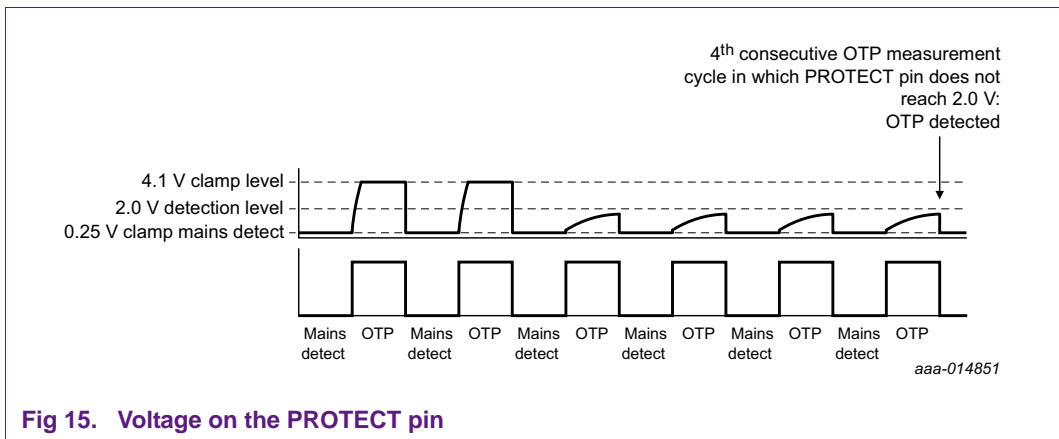 4th consecutive OTP measurement
cycle in which PROTECT pin does not
reach 2.0 V:
OTP detected
4.1 V clamp level
2.0 V detection level
0.25 V clamp mains detect
Mains detect
OTP
Mains detect
OTP
Mains detect
OTP
Mains detect
OTP
Mains detect
OTP
Mains detect
OTP
aaa-014851
Fig 15. Voltage on the PROTECT pin